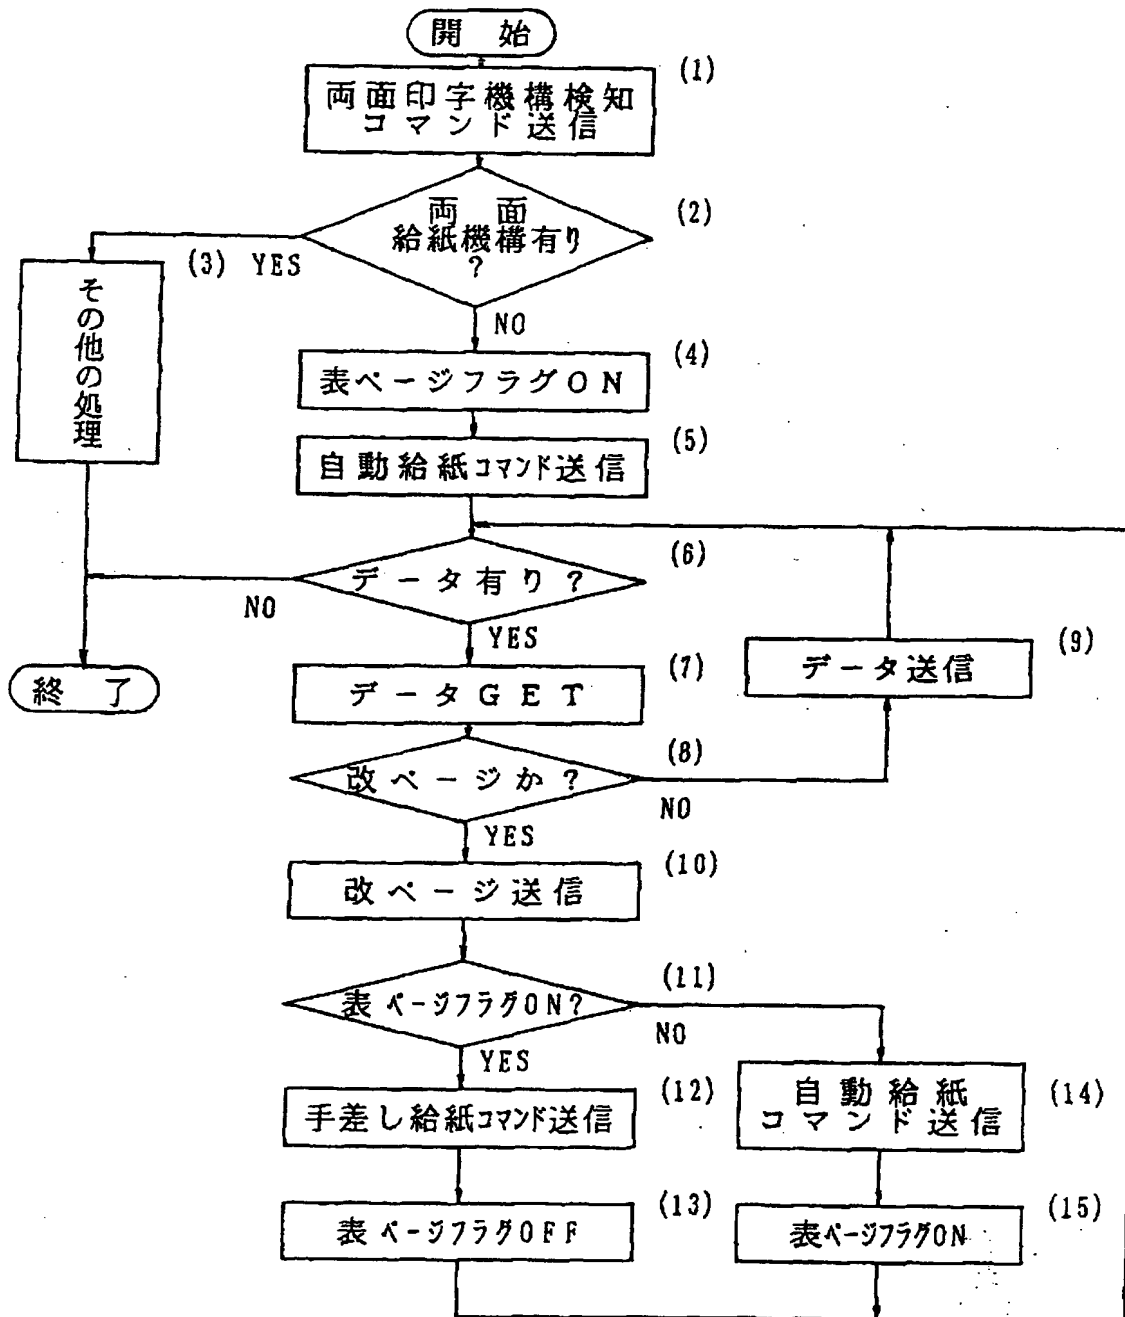 開始
(1)
両面印字機構検知
コマンド送信
(2)
両面
給紙機構有り
?
(3) YES
NO
その他の処理
(4)
表ページフラグON
(5)
自動給紙コマンド送信
(6)
データ有り?
NO
YES
終了
(7)
データGET
(9)
データ送信
(8)
改ページか?
NO
YES
(10)
改ページ送信
(11)
表ページフラグON?
NO
YES
(12)
手差し給紙コマンド送信
(14)
自動給紙
コマンド送信
(13)
表ページフラグOFF
(15)
表ページフラグON